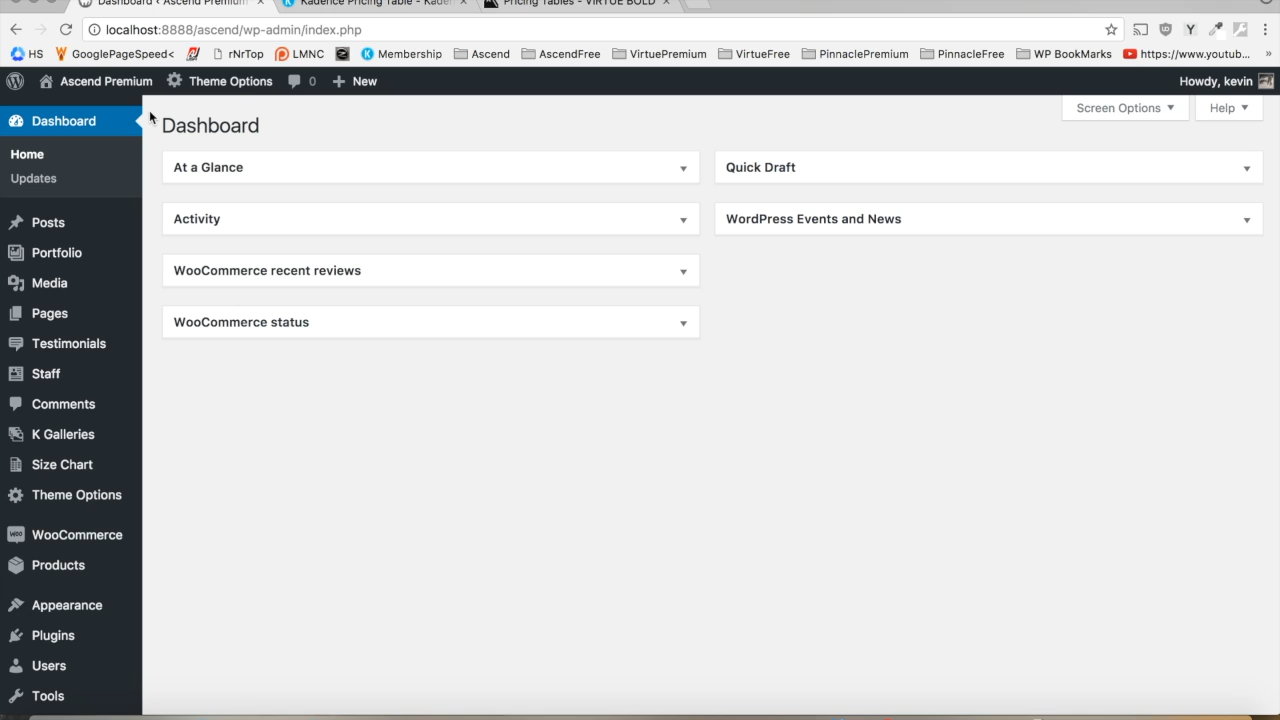 Dashboard < Ascend Premium
Kadence Pricing Table - Kaden
Pricing Tables - VIRTUE BOLD
localhost:8888/ascend/wp-admin/index.php
HS
GooglePageSpeed<
rNrTop
LMNC
Membership
Ascend
AscendFree
VirtuePremium
VirtueFree
PinnaclePremium
PinnacleFree
WP BookMarks
https://www.youtub...
»
Ascend Premium
Theme Options
0
New
Howdy, kevin
Screen Options
Help
Dashboard
Home
Updates
Posts
Portfolio
Media
Pages
Testimonials
Staff
Comments
K Galleries
Size Chart
Theme Options
WooCommerce
Products
Appearance
Plugins
Users
Tools
Dashboard
At a Glance
Activity
WooCommerce recent reviews
WooCommerce status
Quick Draft
WordPress Events and News